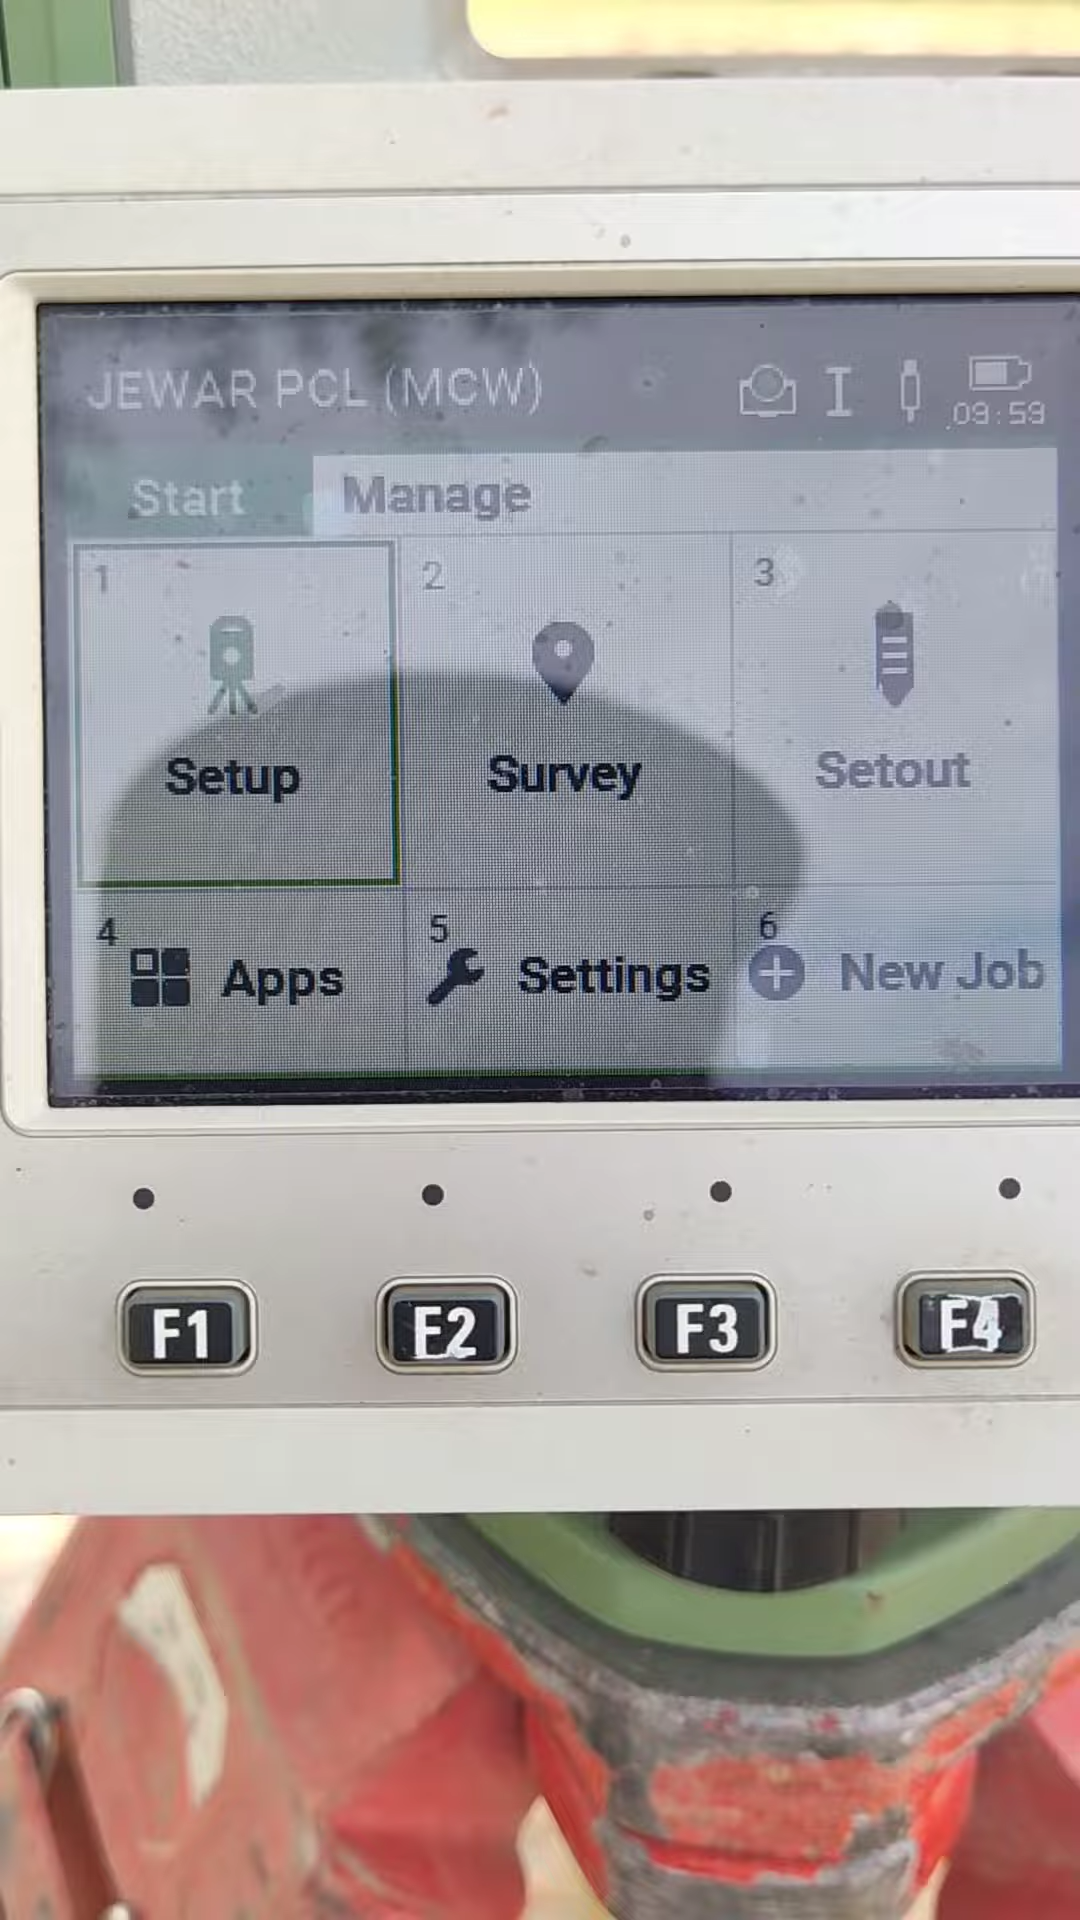 JEWAR PCL (MCW)
09:59
Start Manage
1 2 3
Setup Survey Setout
4 5 6
Apps Settings New Job
F1 F2 F3 F4